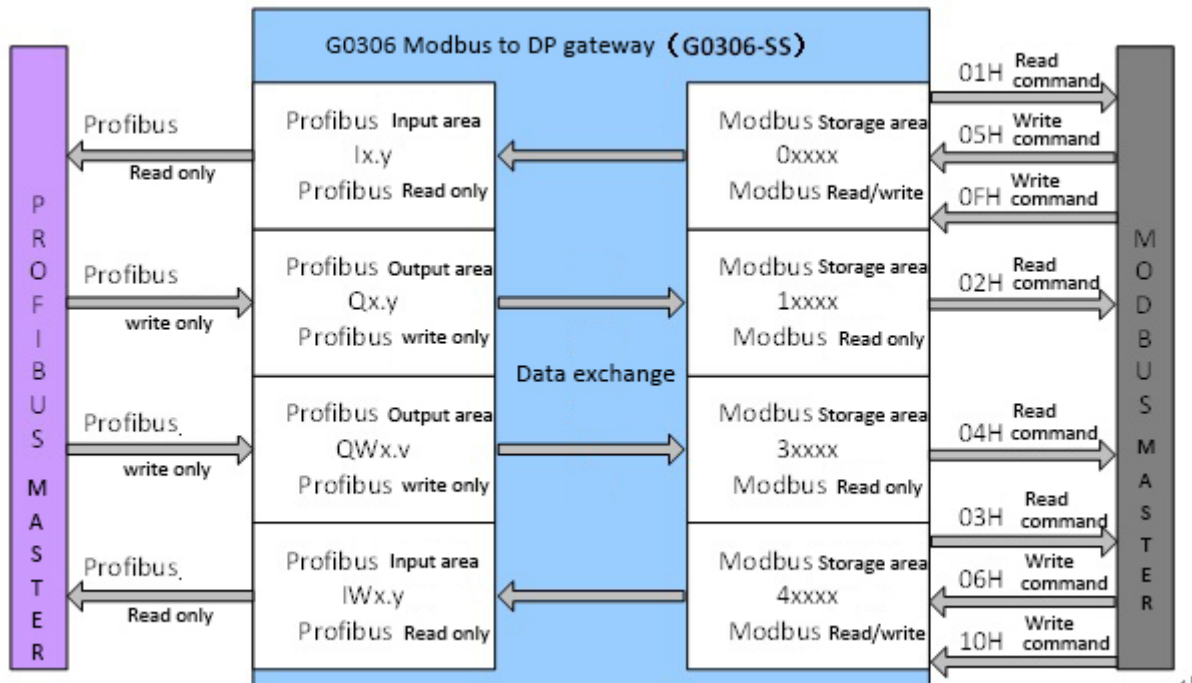 G0306 Modbus to DP gateway（G0306-SS）
PROFIBUS MASTER
Profibus
Read only
Profibus
write only
Profibus.
write only
Profibus.
Read only
Profibus Input area
Ix.y
Profibus Read only
Profibus Output area
Qx.y
Profibus write only
Profibus Output area
QWx.v
Profibus write only
Profibus Input area
IWx.y
Profibus Read only
Data exchange
Modbus Storage area
0xxxx
Modbus Read/write
Modbus Storage area
1xxxx
Modbus Read only
Modbus Storage area
3xxxx
Modbus Read only
Modbus Storage area
4xxxx
Modbus Read/write
01H Read
command
05H Write
command
0FH Write
command
02H Read
command
04H Read
command
03H Read
command
06H Write
command
10H Write
command
MODBUS MASTER